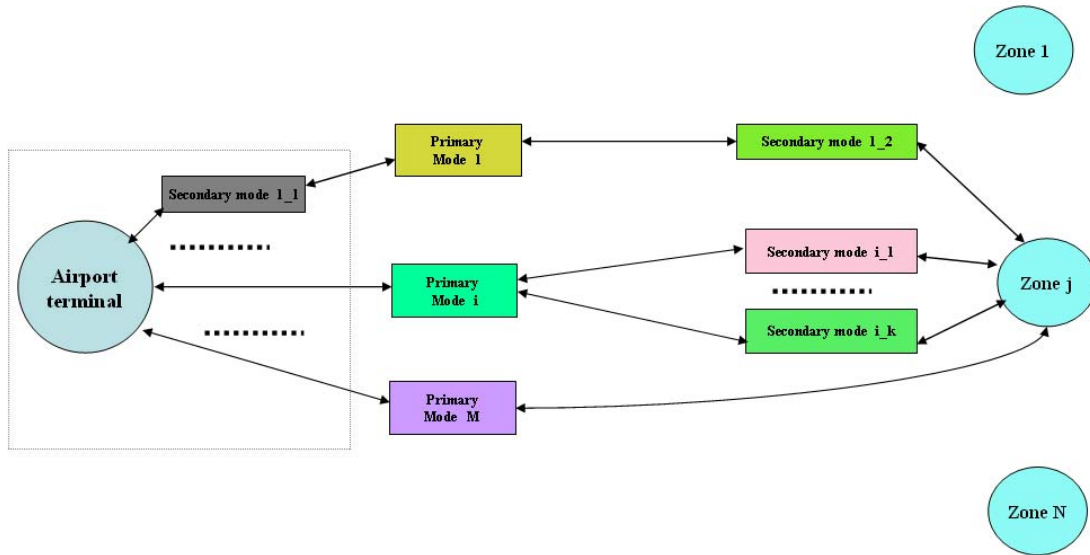 Zone 1
Primary
Mode 1
Secondary mode 1_2
Secondary mode 1_1
Airport
terminal
Primary
Mode i
Secondary mode i_1
Zone j
Secondary mode i_k
Primary
Mode M
Zone N